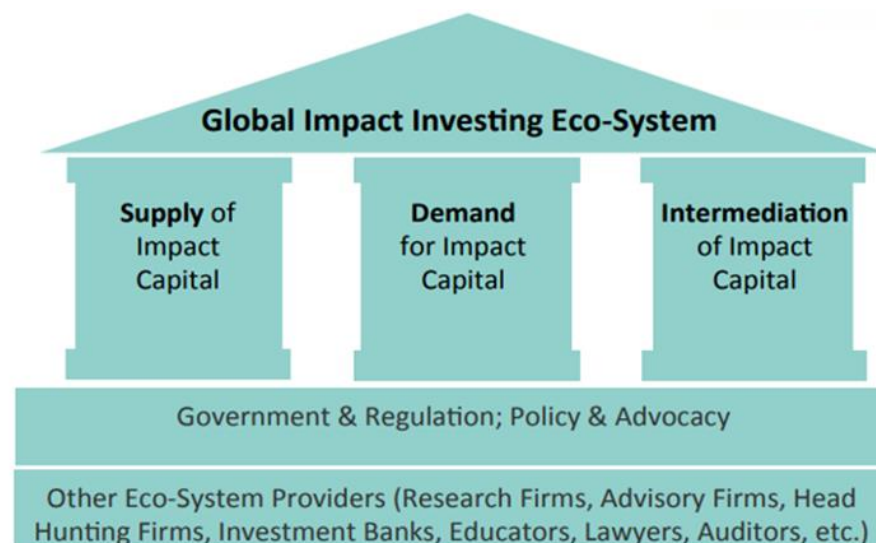 Global Impact Investing Eco-System
Supply of
Impact
Capital
Demand
for Impact
Capital
Intermediation
of Impact
Capital
Government & Regulation; Policy & Advocacy
Other Eco-System Providers (Research Firms, Advisory Firms, Head
Hunting Firms, Investment Banks, Educators, Lawyers, Auditors, etc.)